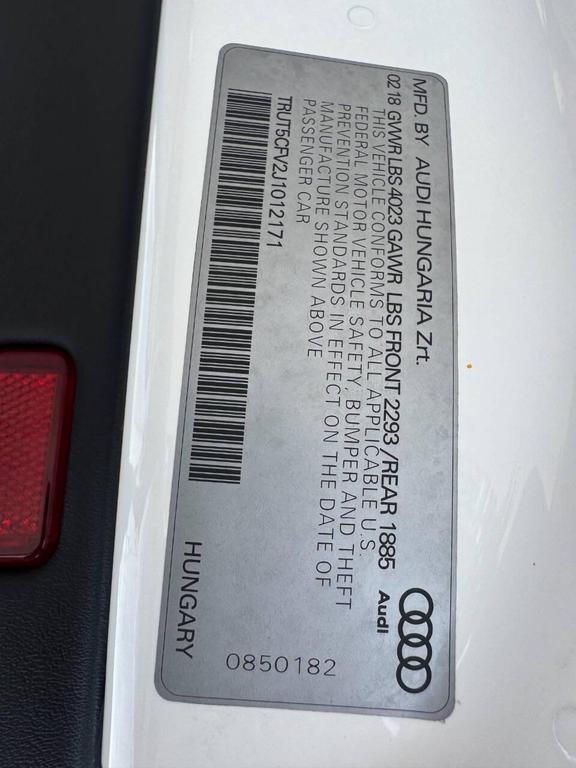 MFD. BY AUDI HUNGARIA Zrt.
02 18 GVWR LBS 4023 GAWR LBS FRONT 2293 / REAR 1885
THIS VEHICLE CONFORMS TO ALL APPLICABLE U.S.
FEDERAL MOTOR VEHICLE SAFETY, BUMPER AND THEFT
PREVENTION STANDARDS IN EFFECT ON THE DATE OF
MANUFACTURE SHOWN ABOVE
PASSENGER CAR
TRUT5CFV2J1012171
Audi
HUNGARY
0850182